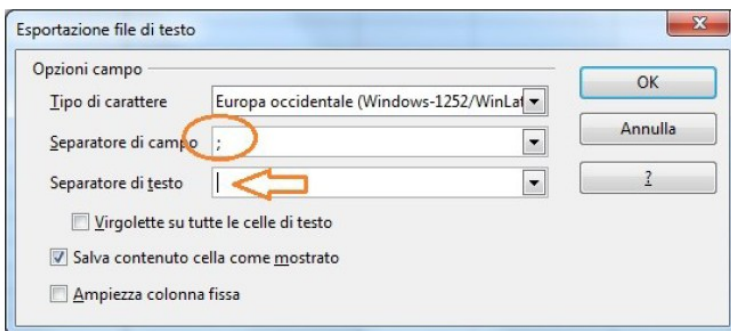 Esportazione file di testo
Opzioni campo
Tipo di carattere
Europa occidentale (Windows-1252/WinLat
Separatore di campo
;
Separatore di testo
Virgolette su tutte le celle di testo
Salva contenuto cella come mostrato
Ampiezza colonna fissa
OK
Annulla
?